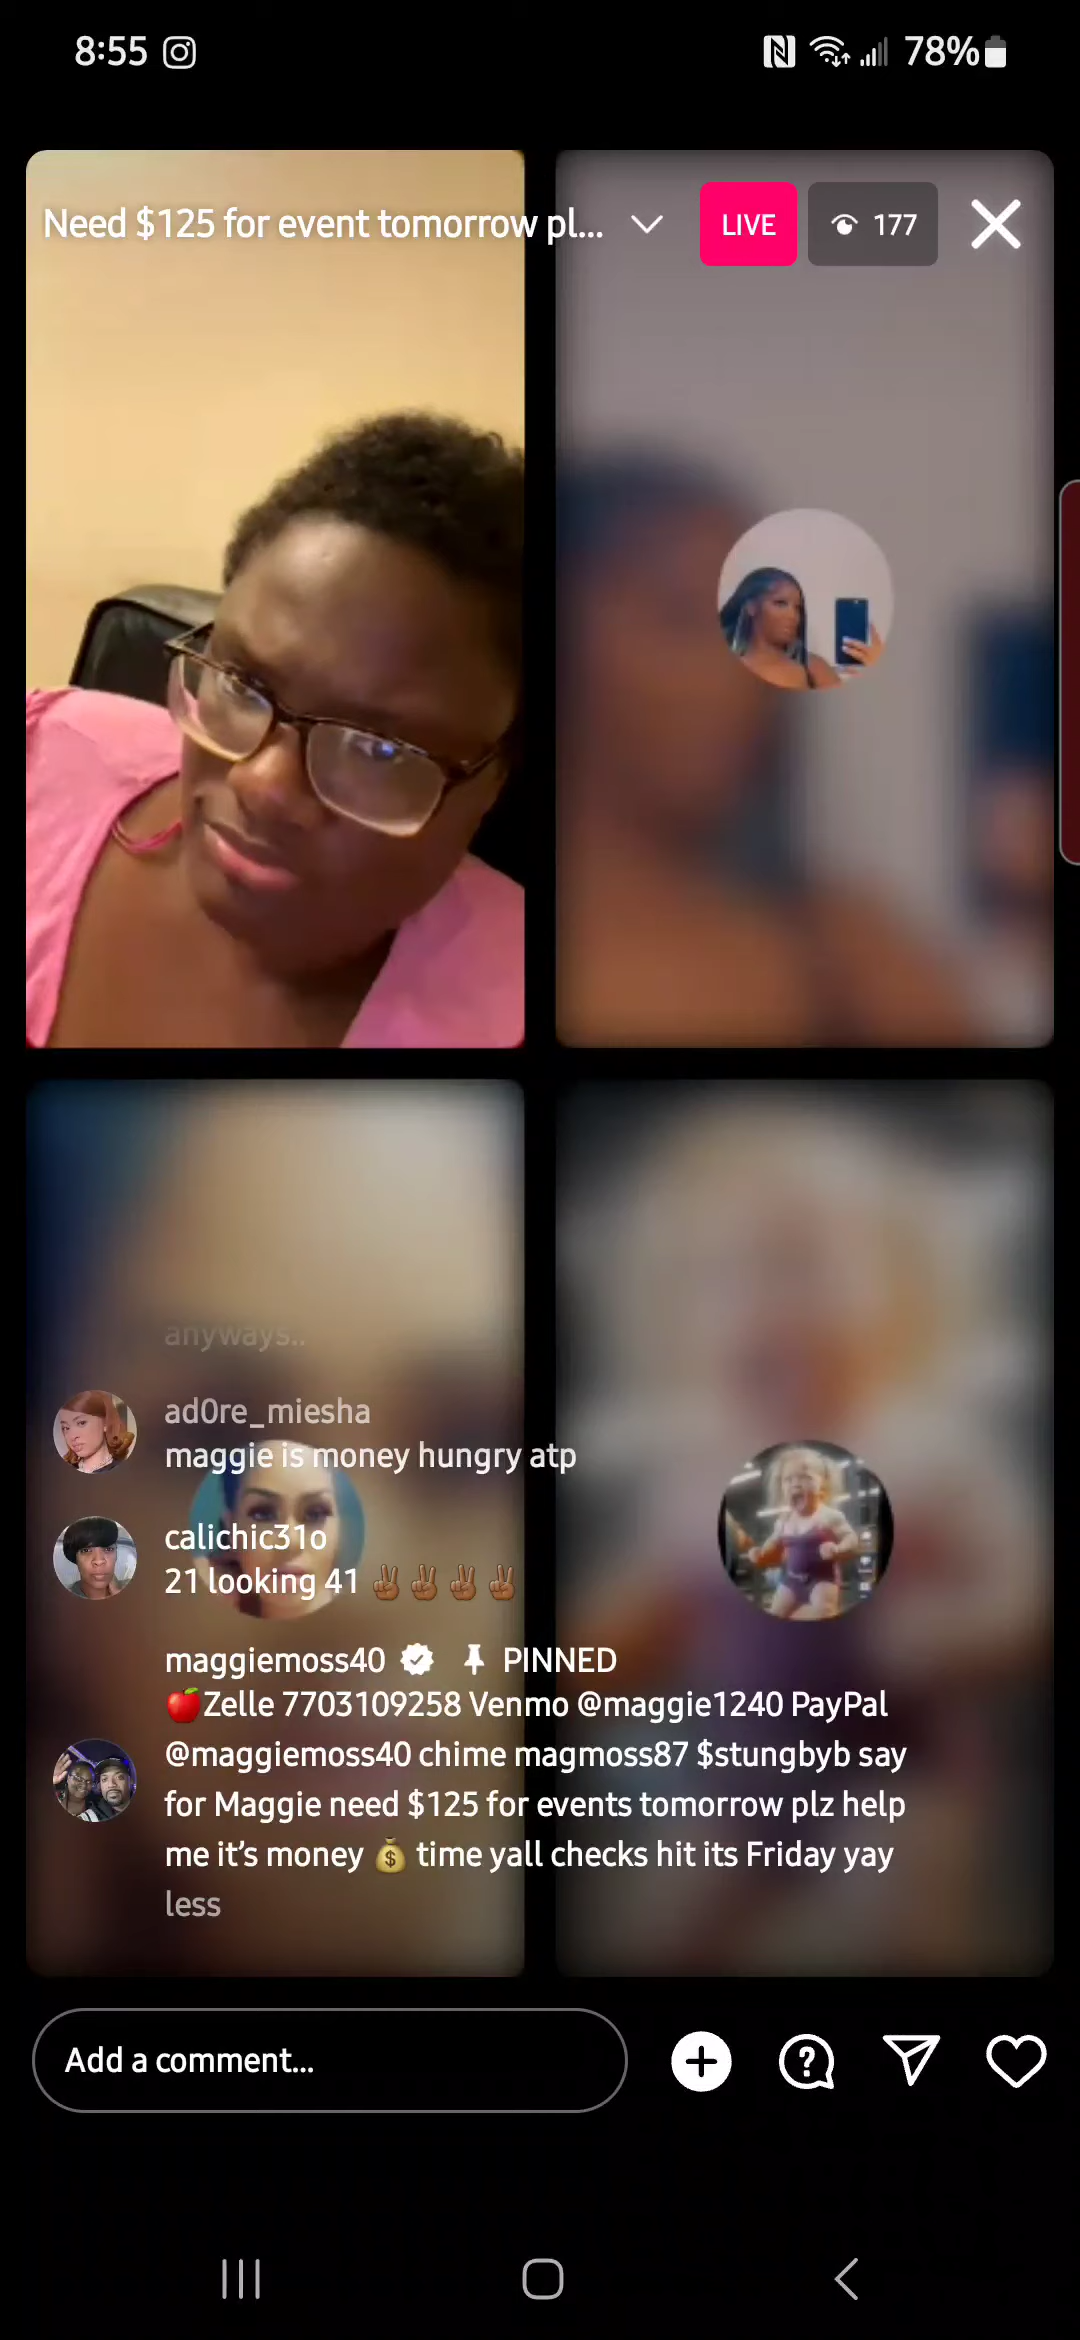 8:55
78%
Need $125 for event tomorrow pl...
LIVE
177
anyways..
ad0re_miesha
maggie is money hungry atp
calichic31o
21 looking 41 ✌🏾✌🏾✌🏾✌🏾
maggiemoss40 PINNED
🍎Zelle 7703109258 Venmo @maggie1240 PayPal
@maggiemoss40 chime magmoss87 $stungbyb say
for Maggie need $125 for events tomorrow plz help
me it’s money 💰 time yall checks hit its Friday yay
less
Add a comment...